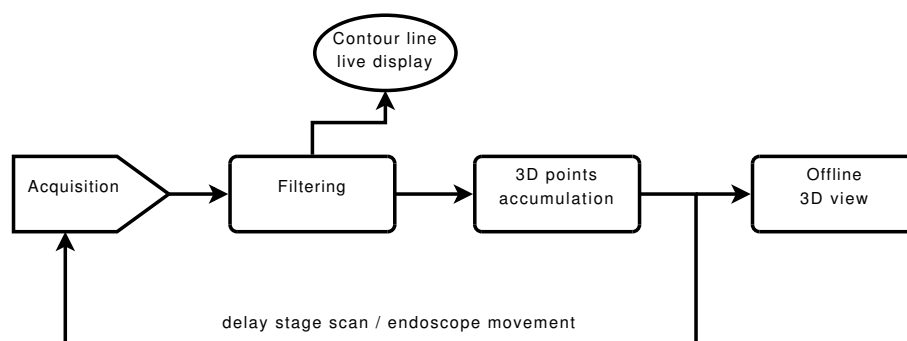 Contour line
live display
Acquisition
Filtering
3D points
accumulation
Offline
3D view
delay stage scan / endoscope movement